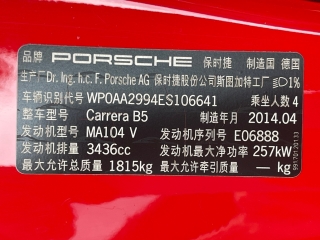 品牌 PORSCHE 保时捷 制造国 德国
生产厂 Dr. Ing. h.c. F. Porsche AG 保时捷股份公司斯图加特工厂 1%
车辆识别代号 WP0AA2994ES106641 乘坐人数 4
整车型号 Carrera B5 制造年月 2014.04
发动机型号 MA104 V 发动机序列号 E06888
发动机排量 3436cc 发动机最大净功率 257kW
最大允许总质量 1815kg 最大允许牵引质量 — kg